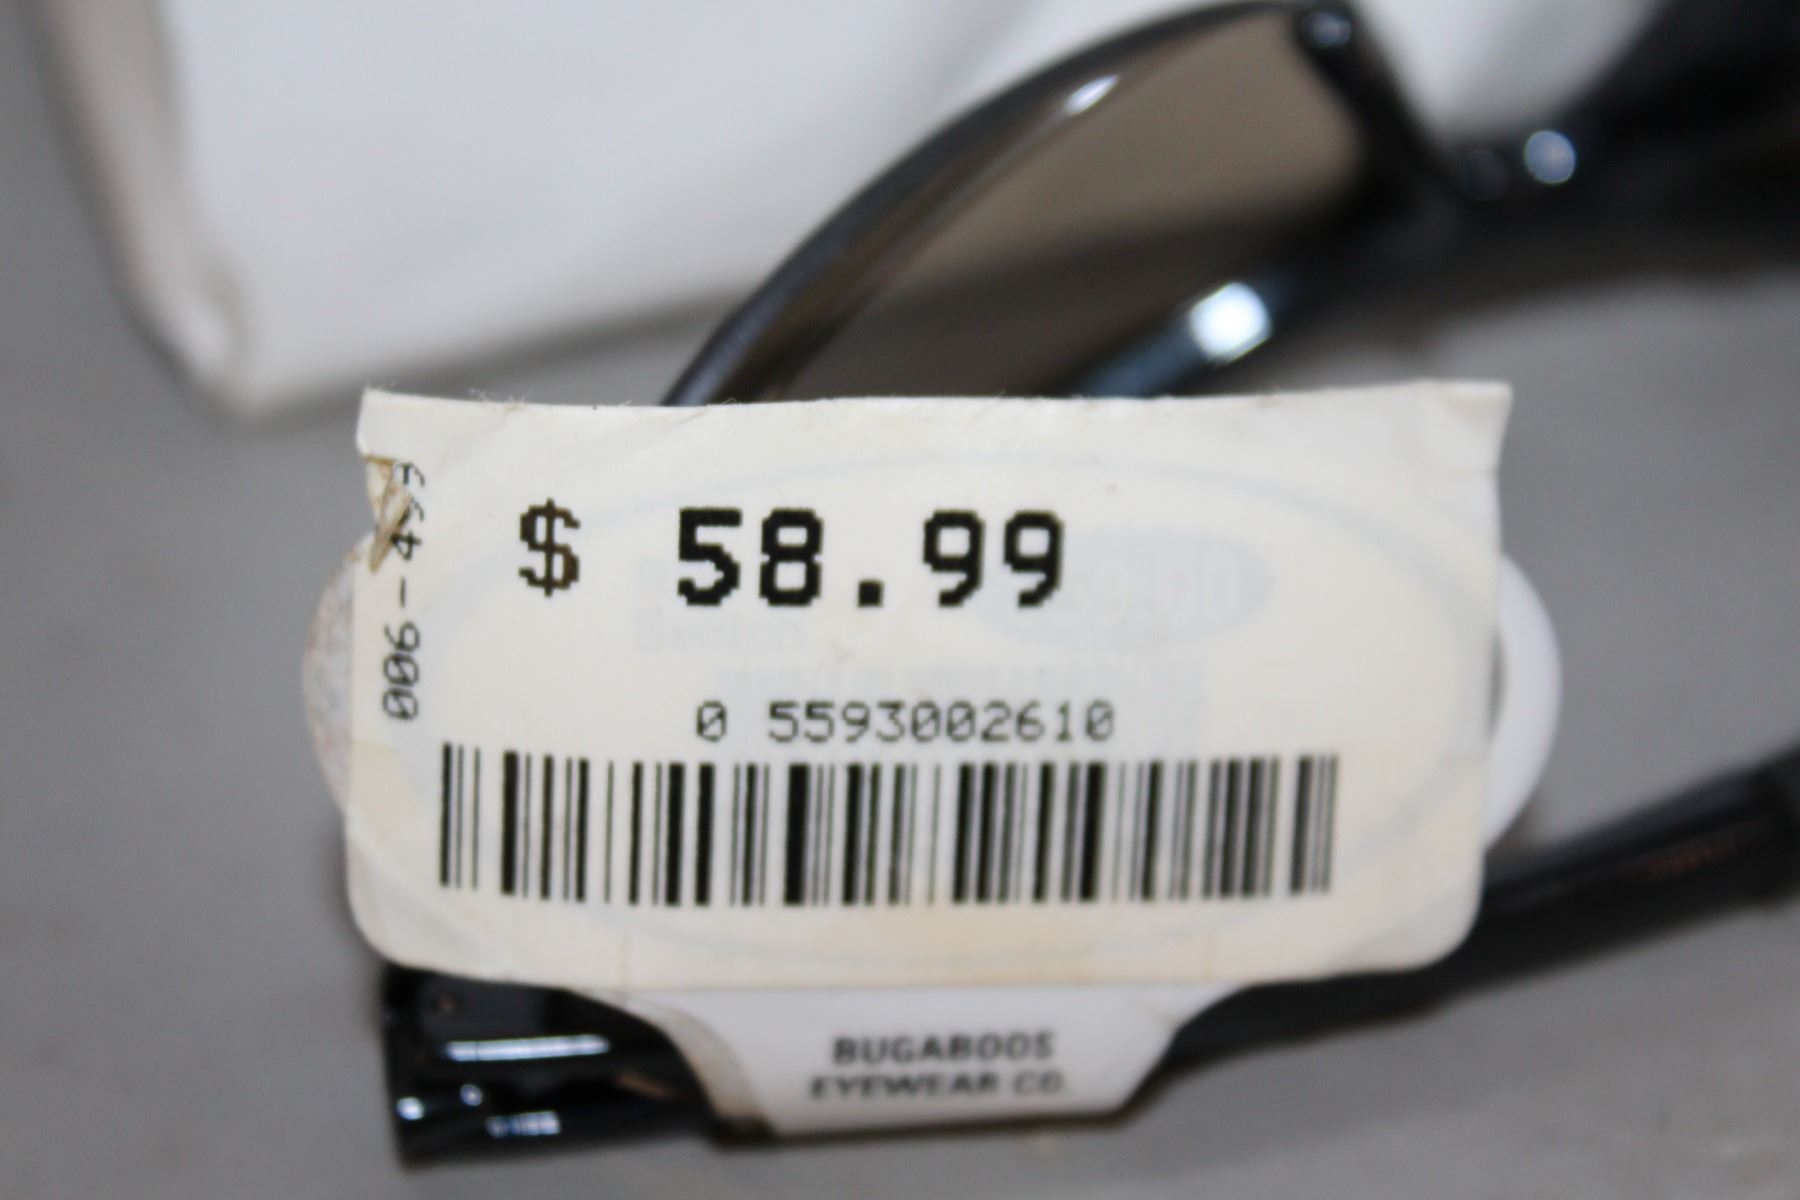 006-499
$ 58.99
0 5593002610
BUGABOOS
EYEWEAR CO.